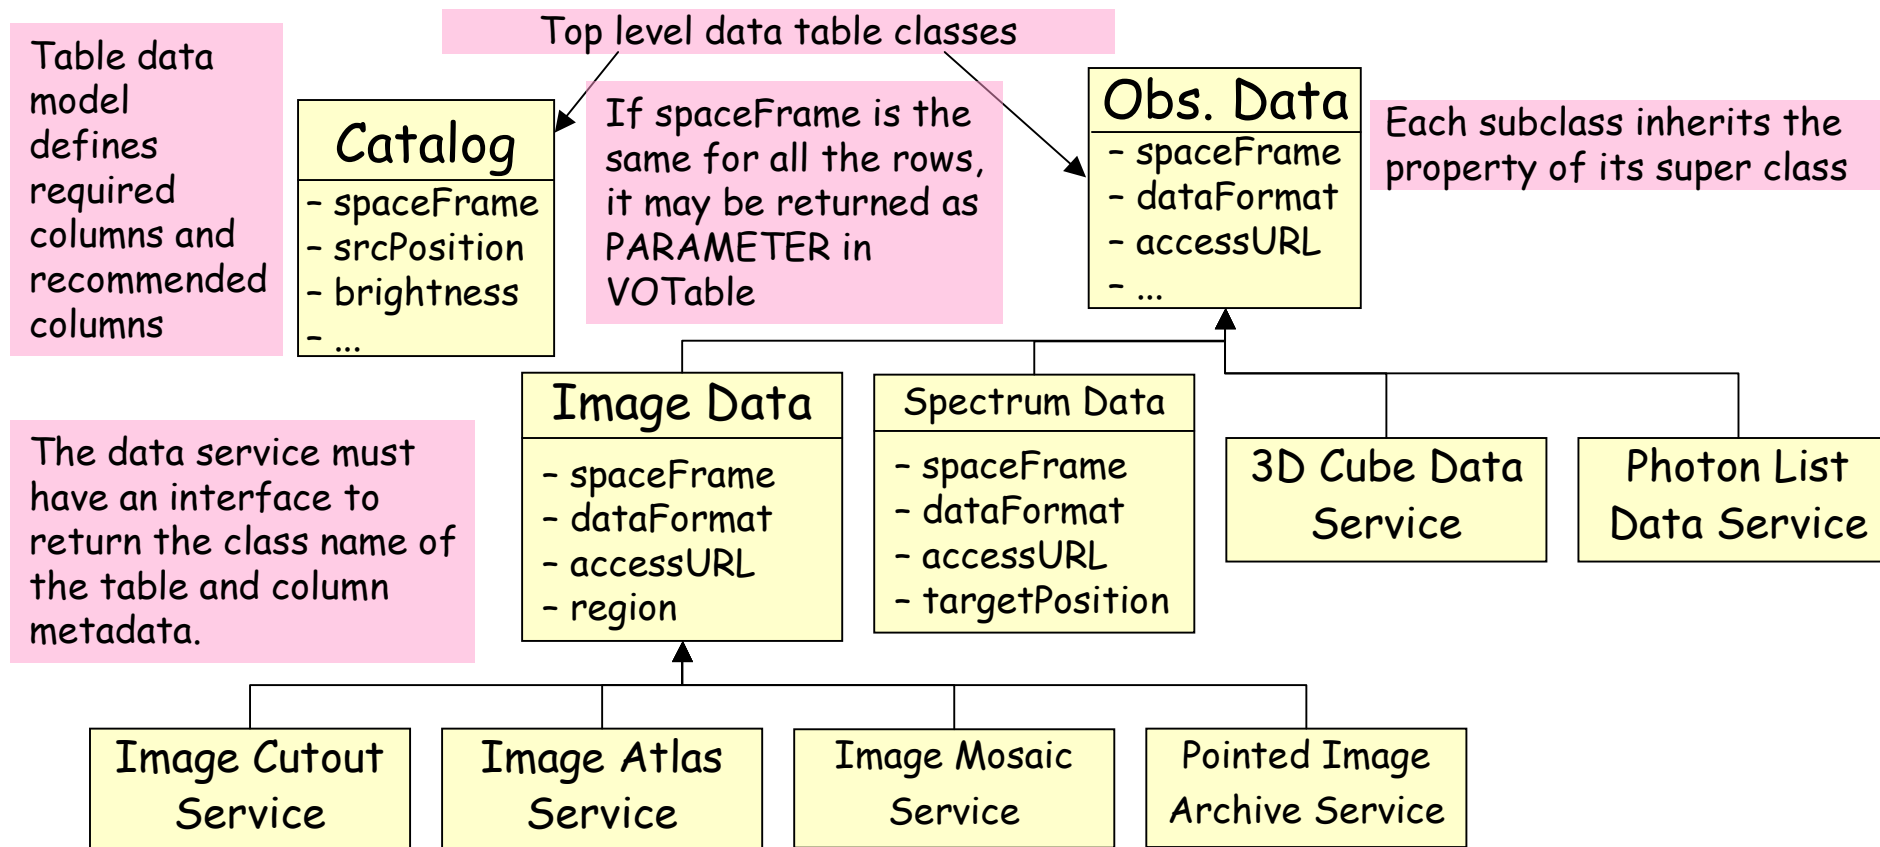 Top level data table classes
Table data
model
defines
required
columns and
recommended
columns
Catalog
- spaceFrame
- srcPosition
- brightness
- ...
If spaceFrame is the
same for all the rows,
it may be returned as
PARAMETER in
VOTable
Obs. Data
- spaceFrame
- dataFormat
- accessURL
- ...
Each subclass inherits the
property of its super class
The data service must
have an interface to
return the class name of
the table and column
metadata.
Image Data
- spaceFrame
- dataFormat
- accessURL
- region
Spectrum Data
- spaceFrame
- dataFormat
- accessURL
- targetPosition
3D Cube Data
Service
Photon List
Data Service
Image Cutout
Service
Image Atlas
Service
Image Mosaic
Service
Pointed Image
Archive Service